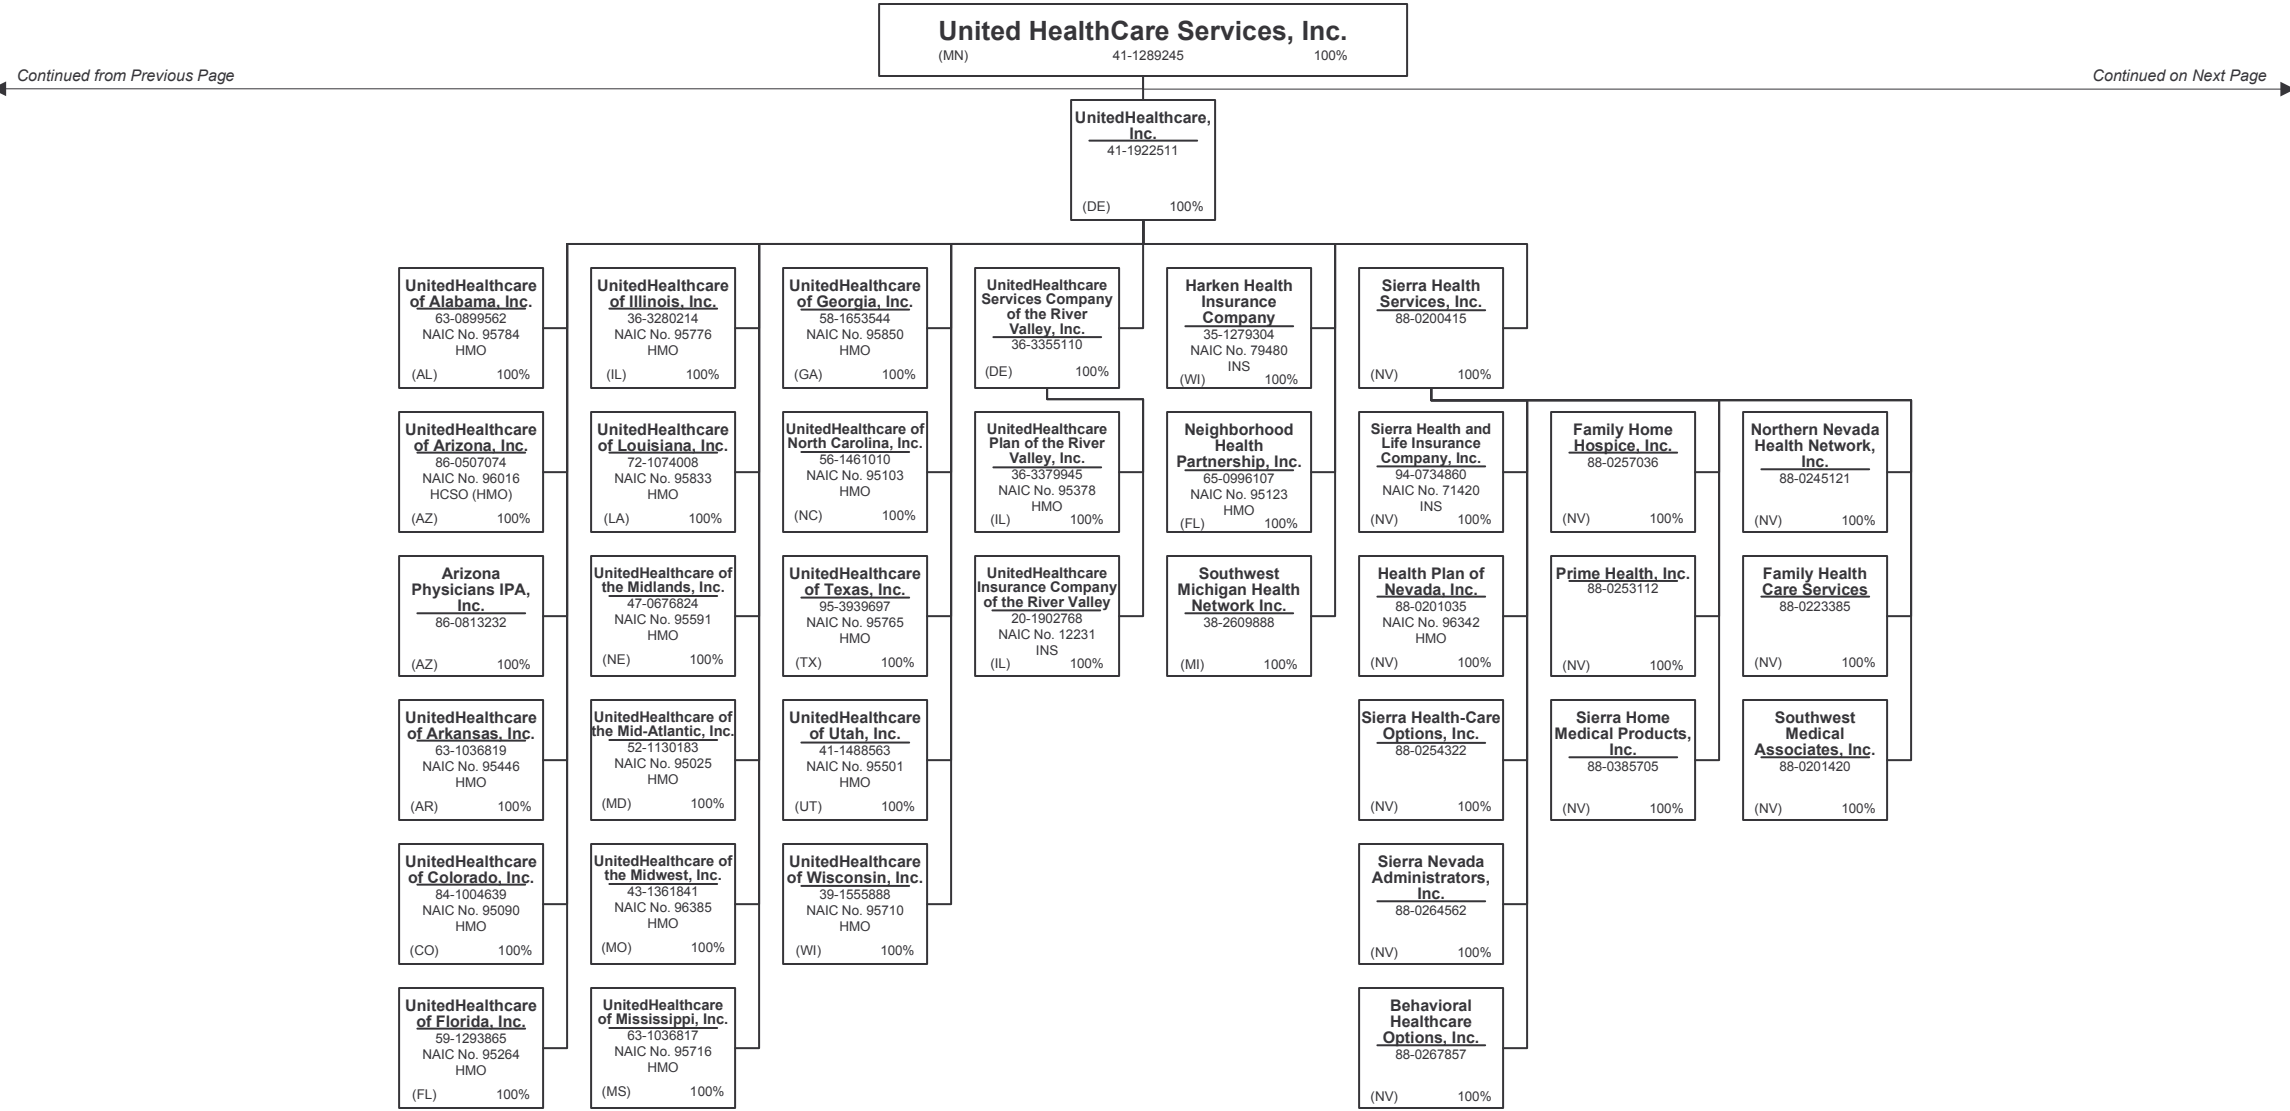 United HealthCare Services, Inc.
(MN) 41-1289245 100%
Continued from Previous Page
Continued on Next Page
UnitedHealthcare,
Inc.
41-1922511
(DE) 100%
UnitedHealthcare
of Alabama, Inc.
63-0899562
NAIC No. 95784
HMO
(AL) 100%
UnitedHealthcare
of Arizona, Inc.
86-0507074
NAIC No. 96016
HCSO (HMO)
(AZ) 100%
Arizona
Physicians IPA,
Inc.
86-0813232
(AZ) 100%
UnitedHealthcare
of Arkansas, Inc.
63-1036819
NAIC No. 95446
HMO
(AR) 100%
UnitedHealthcare
of Colorado, Inc.
84-1004639
NAIC No. 95090
HMO
(CO) 100%
UnitedHealthcare
of Florida, Inc.
59-1293865
NAIC No. 95264
HMO
(FL) 100%
UnitedHealthcare
of Illinois, Inc.
36-3280214
NAIC No. 95776
HMO
(IL) 100%
UnitedHealthcare
of Louisiana, Inc.
72-1074008
NAIC No. 95833
HMO
(LA) 100%
UnitedHealthcare of
the Midlands, Inc.
47-0676824
NAIC No. 95591
HMO
(NE) 100%
UnitedHealthcare of
the Mid-Atlantic, Inc.
52-1130183
NAIC No. 95025
HMO
(MD) 100%
UnitedHealthcare of
the Midwest, Inc.
43-1361841
NAIC No. 96385
HMO
(MO) 100%
UnitedHealthcare
of Mississippi, Inc.
63-1036817
NAIC No. 95716
HMO
(MS) 100%
UnitedHealthcare
of Georgia, Inc.
58-1653544
NAIC No. 95850
HMO
(GA) 100%
UnitedHealthcare of
North Carolina, Inc.
56-1461010
NAIC No. 95103
HMO
(NC) 100%
UnitedHealthcare
of Texas, Inc.
95-3939697
NAIC No. 95765
HMO
(TX) 100%
UnitedHealthcare
of Utah, Inc.
41-1488563
NAIC No. 95501
HMO
(UT) 100%
UnitedHealthcare
of Wisconsin, Inc.
39-1555888
NAIC No. 95710
HMO
(WI) 100%
UnitedHealthcare
Services Company
of the River
Valley, Inc.
36-3355110
(DE) 100%
UnitedHealthcare
Plan of the River
Valley, Inc.
36-3379945
NAIC No. 95378
HMO
(IL) 100%
UnitedHealthcare
Insurance Company
of the River Valley
20-1902768
NAIC No. 12231
INS
(IL) 100%
Harken Health
Insurance
Company
35-1279304
NAIC No. 79480
INS
(WI) 100%
Neighborhood
Health
Partnership, Inc.
65-0996107
NAIC No. 95123
HMO
(FL) 100%
Southwest
Michigan Health
Network Inc.
38-2609888
(MI) 100%
Sierra Health
Services, Inc.
88-0200415
(NV) 100%
Sierra Health and
Life Insurance
Company, Inc.
94-0734860
NAIC No. 71420
INS
(NV) 100%
Health Plan of
Nevada, Inc.
88-0201035
NAIC No. 96342
HMO
(NV) 100%
Sierra Health-Care
Options, Inc.
88-0254322
(NV) 100%
Sierra Nevada
Administrators,
Inc.
88-0264562
(NV) 100%
Behavioral
Healthcare
Options, Inc.
88-0267857
(NV) 100%
Family Home
Hospice, Inc.
88-0257036
(NV) 100%
Prime Health, Inc.
88-0253112
(NV) 100%
Sierra Home
Medical Products,
Inc.
88-0385705
(NV) 100%
Northern Nevada
Health Network,
Inc.
88-0245121
(NV) 100%
Family Health
Care Services
88-0223385
(NV) 100%
Southwest
Medical
Associates, Inc.
88-0201420
(NV) 100%